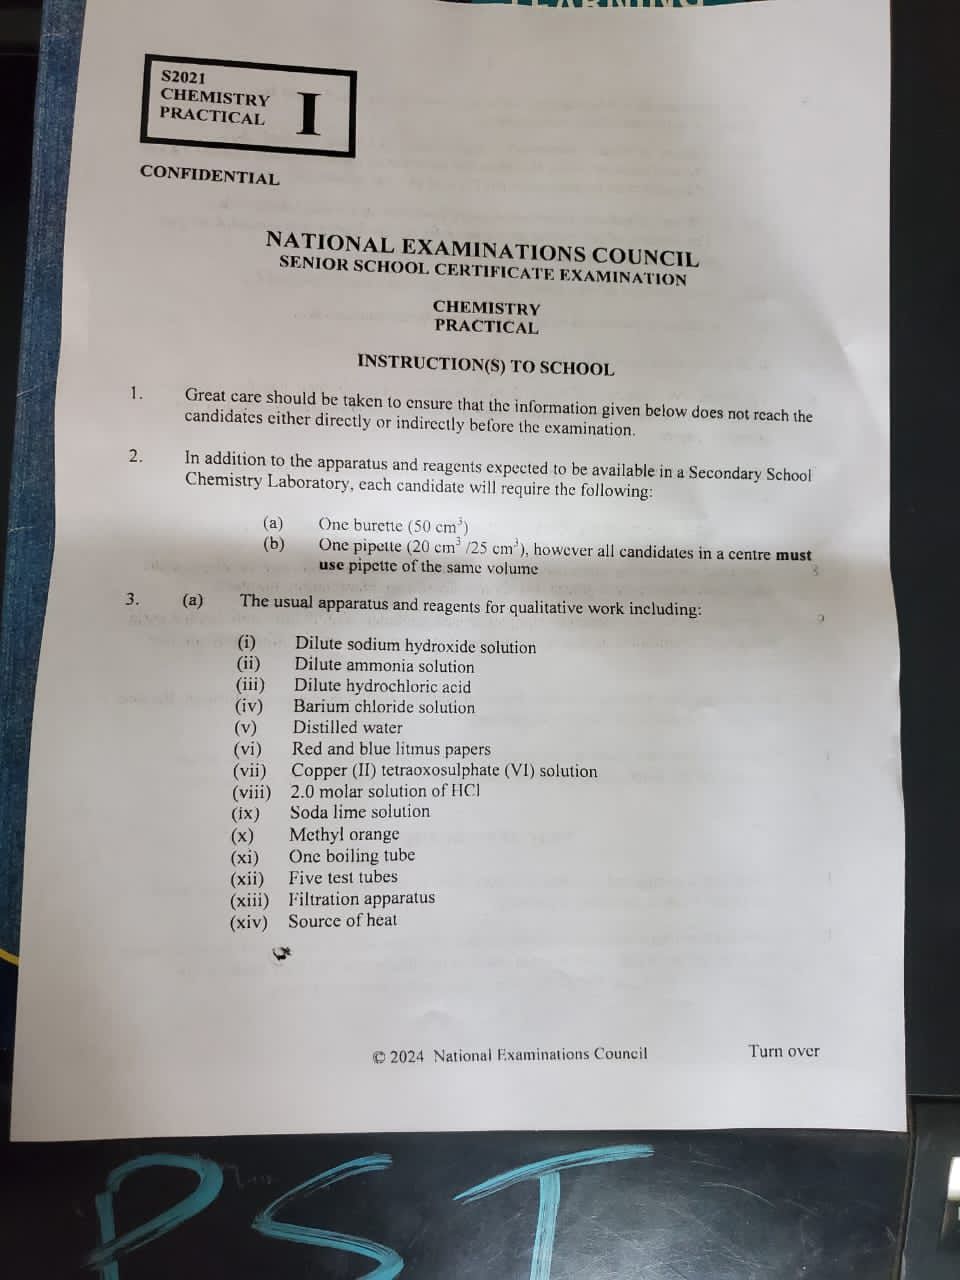 LEARNING
S2021
CHEMISTRY
PRACTICAL I
CONFIDENTIAL
NATIONAL EXAMINATIONS COUNCIL
SENIOR SCHOOL CERTIFICATE EXAMINATION
CHEMISTRY
PRACTICAL
INSTRUCTION(S) TO SCHOOL
1. Great care should be taken to ensure that the information given below does not reach the
candidates either directly or indirectly before the examination.
2. In addition to the apparatus and reagents expected to be available in a Secondary School
Chemistry Laboratory, each candidate will require the following:
(a) One burette (50 cm³)
(b) One pipette (20 cm³ /25 cm³), however all candidates in a centre must
use pipette of the same volume
3. (a) The usual apparatus and reagents for qualitative work including:
(i) Dilute sodium hydroxide solution
(ii) Dilute ammonia solution
(iii) Dilute hydrochloric acid
(iv) Barium chloride solution
(v) Distilled water
(vi) Red and blue litmus papers
(vii) Copper (II) tetraoxosulphate (VI) solution
(viii) 2.0 molar solution of HCl
(ix) Soda lime solution
(x) Methyl orange
(xi) One boiling tube
(xii) Five test tubes
(xiii) Filtration apparatus
(xiv) Source of heat
© 2024 National Examinations Council Turn over
PST